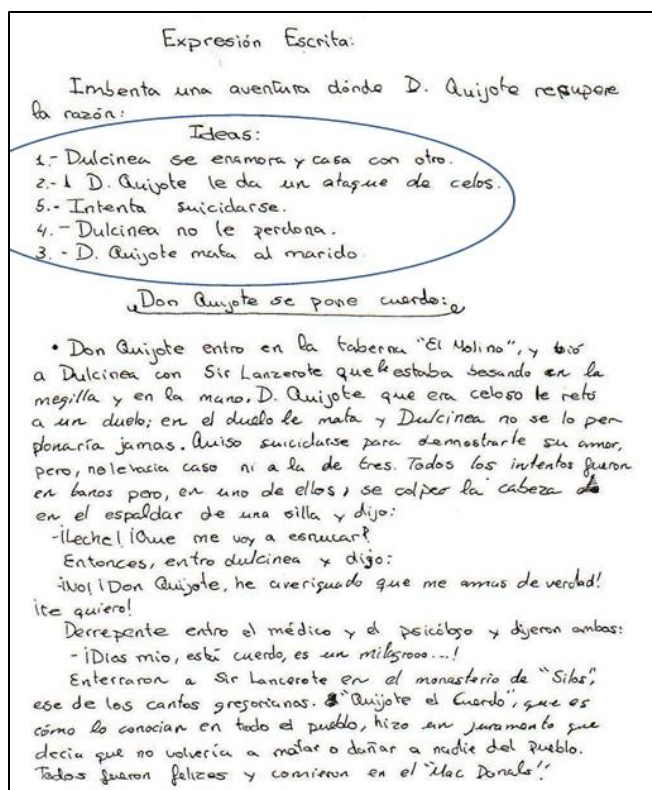 Expresión Escrita:
Imbenta una aventura dónde D. Quijote recupere
la razón:
Ideas:
1.- Dulcinea se enamora y casa con otro.
2.- A D. Quijote le da un ataque de celos.
5.- Intenta suicidarse.
4.- Dulcinea no le perdona.
3.- D. Quijote mata al marido.
Don Quijote se pone cuerdo:
• Don Quijote entro en la taberna "El Molino", y bió
a Dulcinea con Sir Lanzerote que le estaba besando en la
megilla y en la mano. D. Quijote que era celoso le retó
a un duelo; en el duelo le mata y Dulcinea no se lo per
donaría jamas. Quiso suicidarse para demostrarle su amor,
pero, no le vacia caso ni a la de tres. Todos los intentos fueron
en banos pero, en uno de ellos, se colpeo la cabeza
en el espaldar de una silla y dijo:
-¡Leche! ¡Que me voy a esnucar!
Entonces, entro dulcinea y digo:
-¡No! ¡Don Quijote, he averiguado que me amas de verdad!
¡te quiero!
Derrepente entro el médico y el psicólogo y dijeron ambos:
- ¡Dios mio, está cuerdo, es un milagrooo...!
Enterraron a Sir Lancerote en el monasterio de "Silos",
ese de los cantos gregorianos. "Quijote el Cuerdo", que es
cómo lo conocian en todo el pueblo, hizo un juramento que
decia que no volvería a matar o dañar a nadie del pueblo.
Todos fueron felizes y comieron en el "Mac Donals".